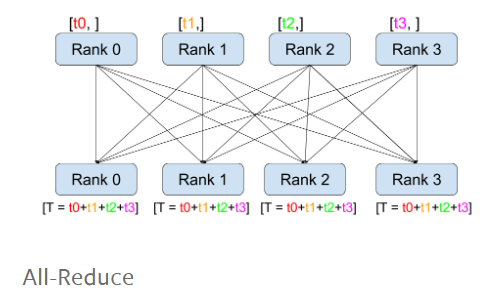 [t0, ] [t1,] [t2,] [t3, ]
Rank 0 Rank 1 Rank 2 Rank 3
Rank 0 Rank 1 Rank 2 Rank 3
[T = t0+t1+t2+t3] [T = t0+t1+t2+t3] [T = t0+t1+t2+t3] [T = t0+t1+t2+t3]
All-Reduce